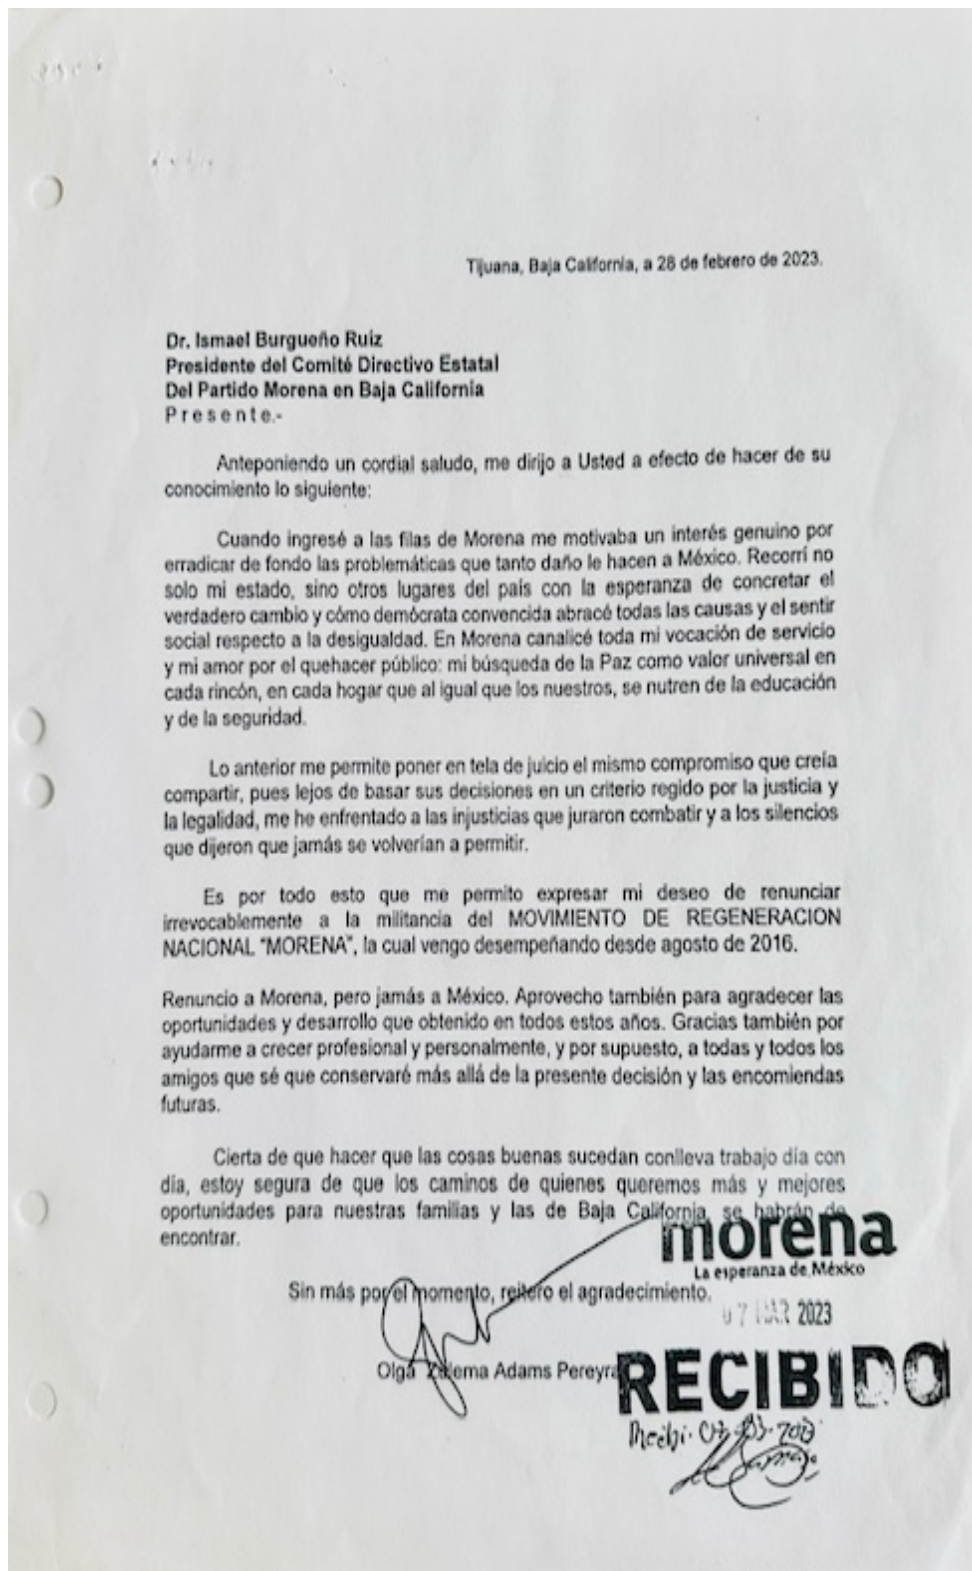 Tijuana, Baja California, a 28 de febrero de 2023.
Dr. Ismael Burgueño Ruiz
Presidente del Comité Directivo Estatal
Del Partido Morena en Baja California
P r e s e n t e.-
Anteponiendo un cordial saludo, me dirijo a Usted a efecto de hacer de su
conocimiento lo siguiente:
Cuando ingresé a las filas de Morena me motivaba un interés genuino por
erradicar de fondo las problemáticas que tanto daño le hacen a México. Recorrí no
solo mi estado, sino otros lugares del país con la esperanza de concretar el
verdadero cambio y cómo demócrata convencida abracé todas las causas y el sentir
social respecto a la desigualdad. En Morena canalicé toda mi vocación de servicio
y mi amor por el quehacer público: mi búsqueda de la Paz como valor universal en
cada rincón, en cada hogar que al igual que los nuestros, se nutren de la educación
y de la seguridad.
Lo anterior me permite poner en tela de juicio el mismo compromiso que creía
compartir, pues lejos de basar sus decisiones en un criterio regido por la justicia y
la legalidad, me he enfrentado a las injusticias que juraron combatir y a los silencios
que dijeron que jamás se volverían a permitir.
Es por todo esto que me permito expresar mi deseo de renunciar
irrevocablemente a la militancia del MOVIMIENTO DE REGENERACION
NACIONAL "MORENA", la cual vengo desempeñando desde agosto de 2016.
Renuncio a Morena, pero jamás a México. Aprovecho también para agradecer las
oportunidades y desarrollo que obtenido en todos estos años. Gracias también por
ayudarme a crecer profesional y personalmente, y por supuesto, a todas y todos los
amigos que sé que conservaré más allá de la presente decisión y las encomiendas
futuras.
Cierta de que hacer que las cosas buenas sucedan conlleva trabajo día con
día, estoy segura de que los caminos de quienes queremos más y mejores
oportunidades para nuestras familias y las de Baja California, se habrán de
encontrar.
morena
La esperanza de México
Sin más por el momento, reitero el agradecimiento.
07 MAR 2023
Olga Zulema Adams Pereyra
RECIBIDO
Recibi